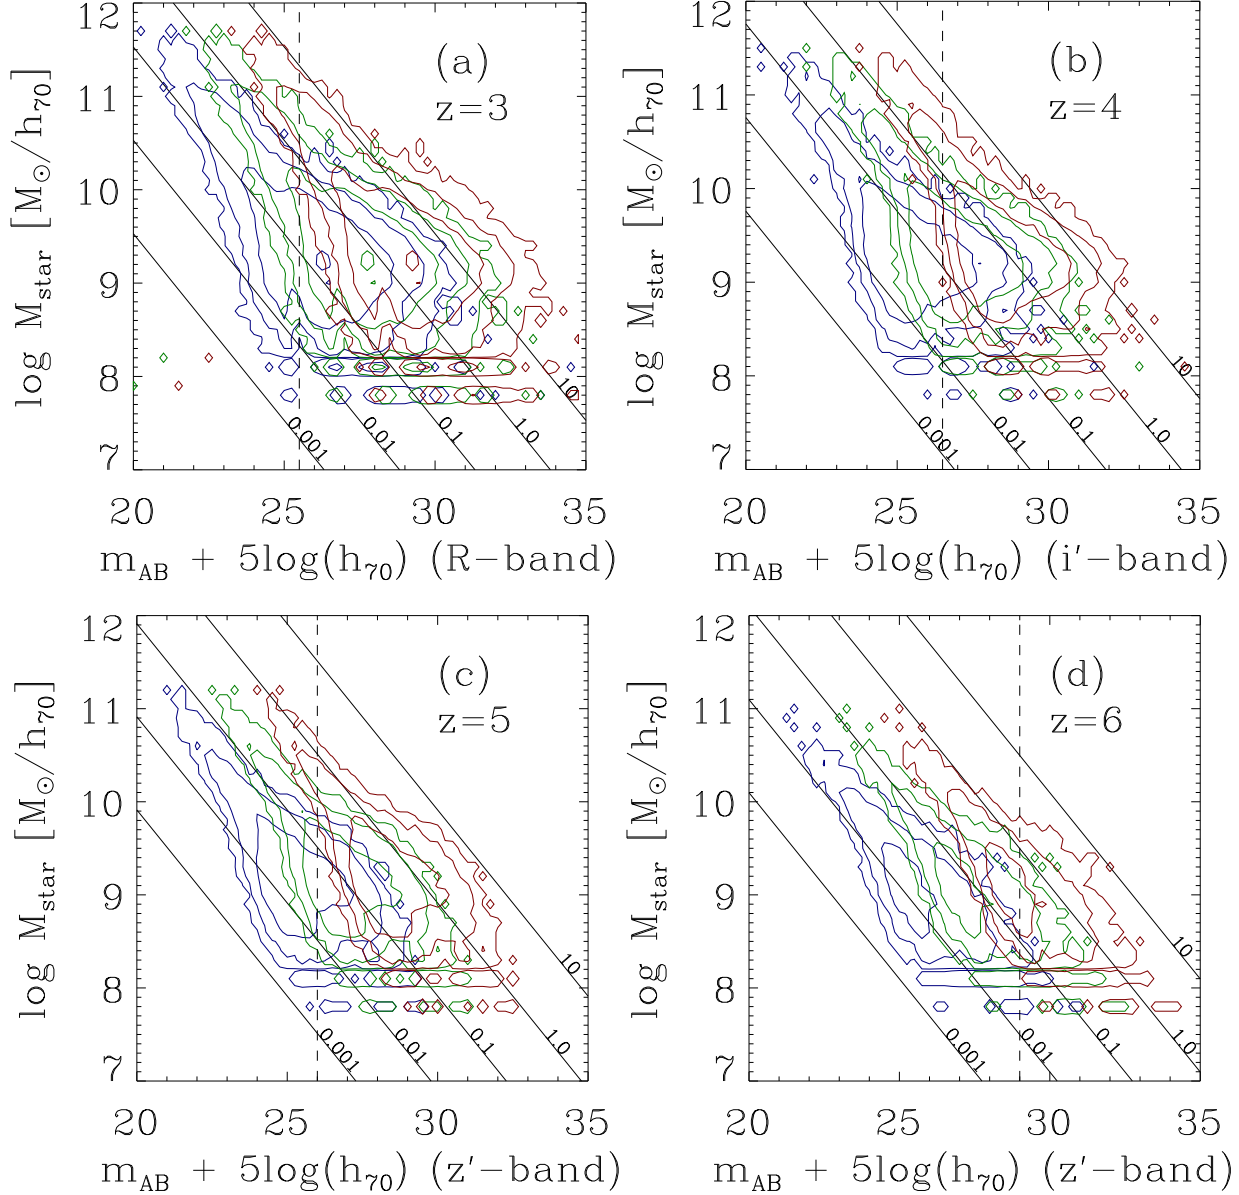 12
11
10
9
8
7
log M_star [M_⊙/h_70]
(a)
z=3
0.001
0.01
0.1
1.0
10
20 25 30 35
m_AB + 5log(h_70) (R-band)
12
11
10
9
8
7
log M_star [M_⊙/h_70]
(b)
z=4
0.001
0.01
0.1
1.0
10
20 25 30 35
m_AB + 5log(h_70) (i'-band)
12
11
10
9
8
7
log M_star [M_⊙/h_70]
(c)
z=5
0.001
0.01
0.1
1.0
10
20 25 30 35
m_AB + 5log(h_70) (z'-band)
12
11
10
9
8
7
log M_star [M_⊙/h_70]
(d)
z=6
0.001
0.01
0.1
1.0
10
20 25 30 35
m_AB + 5log(h_70) (z'-band)